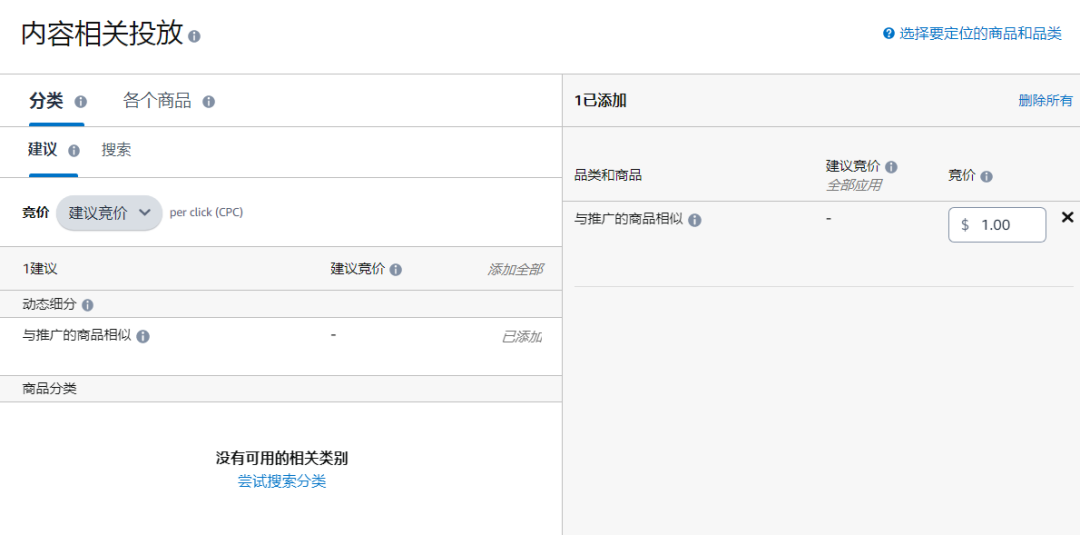 内容相关投放
选择要定位的商品和品类
分类 各个商品
建议 搜索
竞价 建议竞价 per click (CPC)
1建议 建议竞价 添加全部
动态细分
与推广的商品相似 - 已添加
商品分类
没有可用的相关类别
尝试搜索分类
1已添加 删除所有
品类和商品 建议竞价 竞价
全部应用
与推广的商品相似 - $ 1.00